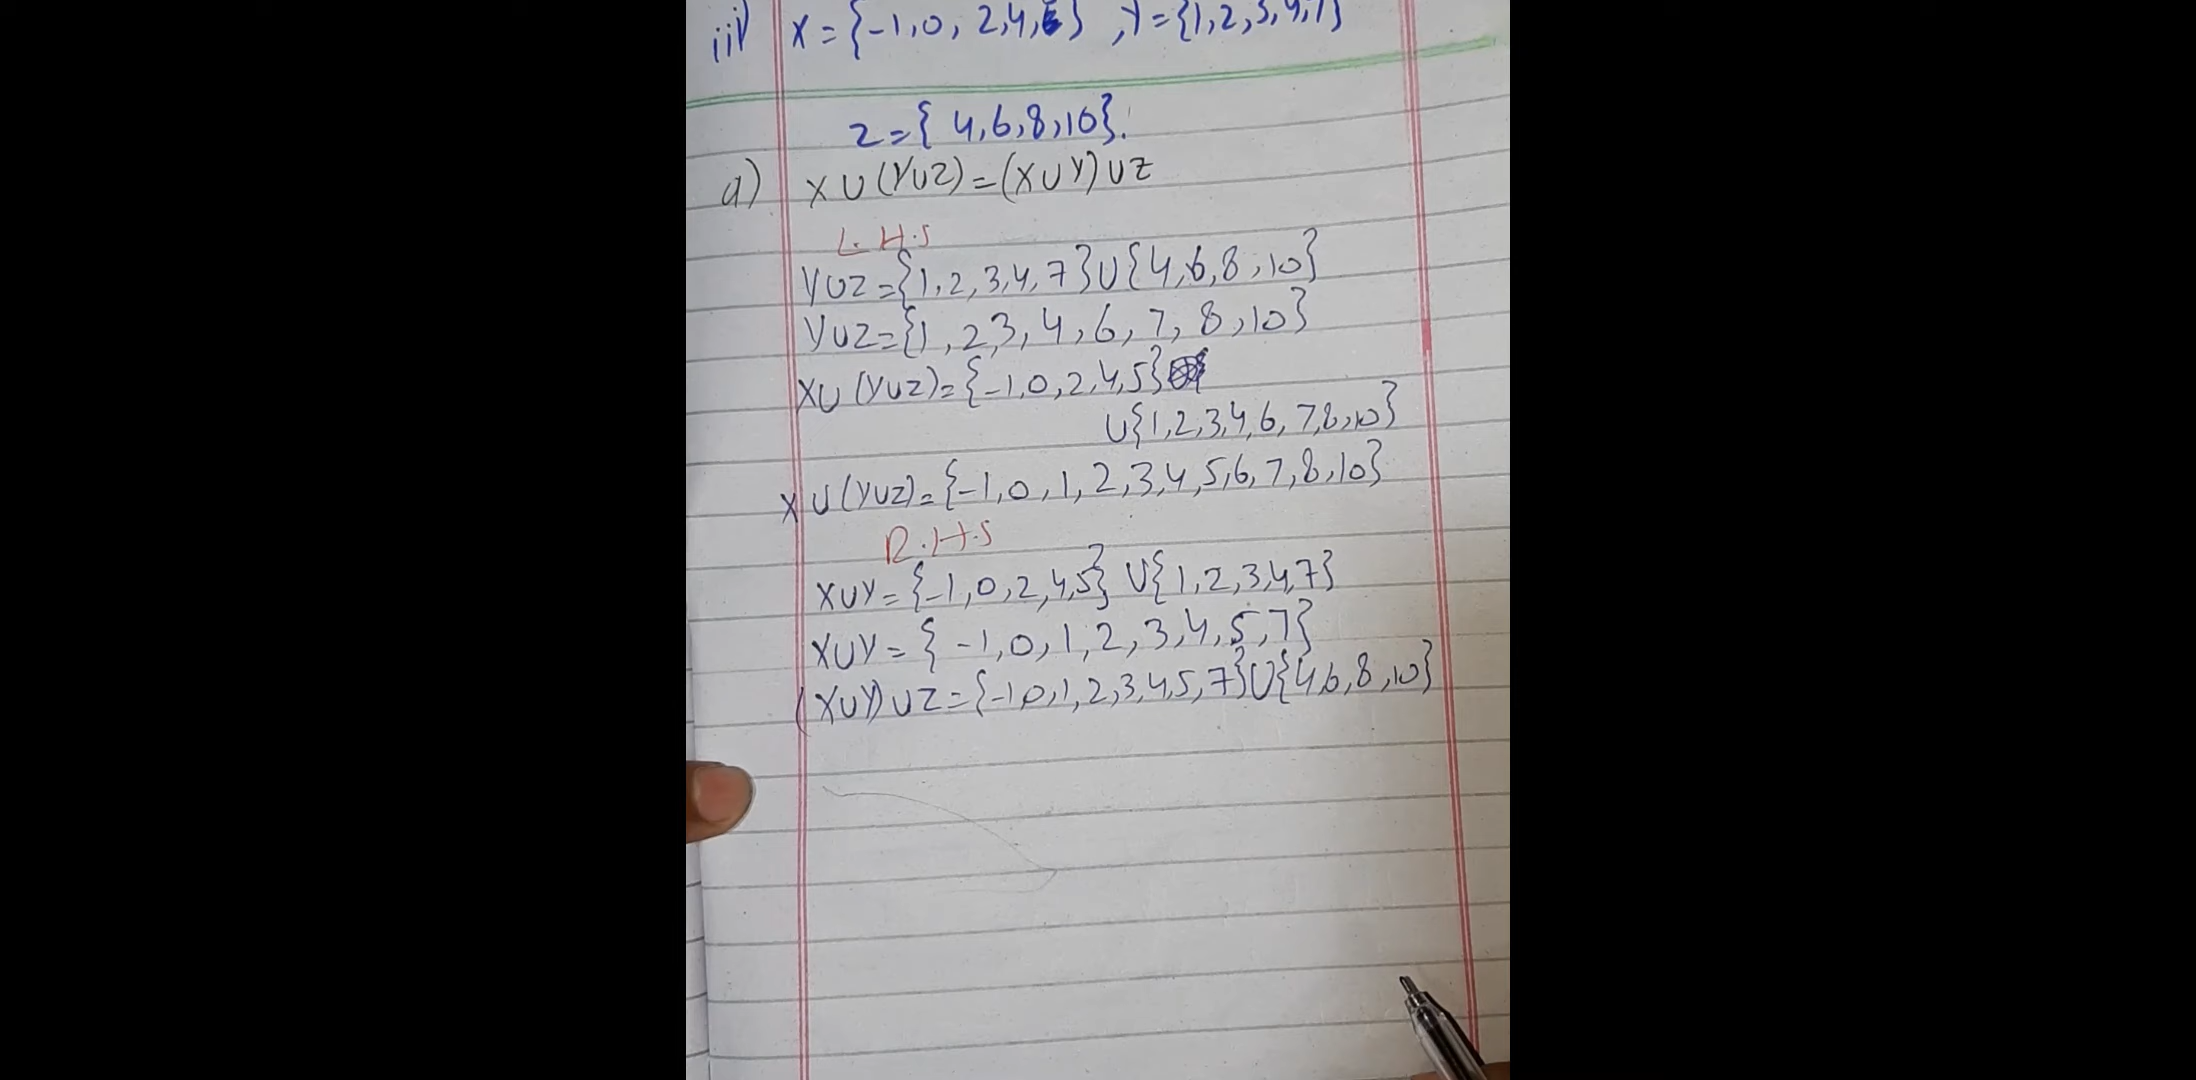 iii) X = {-1, 0, 2, 4, 5} , Y = {1, 2, 3, 4, 7}
Z = { 4, 6, 8, 10}.
a) X U (Y U Z) = (X U Y) U Z
L.H.S
Y U Z = {1, 2, 3, 4, 7} U {4, 6, 8, 10}
Y U Z = {1, 2, 3, 4, 6, 7, 8, 10}
X U (Y U Z) = {-1, 0, 2, 4, 5}
U {1, 2, 3, 4, 6, 7, 8, 10}
X U (Y U Z) = {-1, 0, 1, 2, 3, 4, 5, 6, 7, 8, 10}
R.H.S
X U Y = {-1, 0, 2, 4, 5} U {1, 2, 3, 4, 7}
X U Y = { -1, 0, 1, 2, 3, 4, 5, 7}
(X U Y) U Z = {-1, 0, 1, 2, 3, 4, 5, 7} U {4, 6, 8, 10}